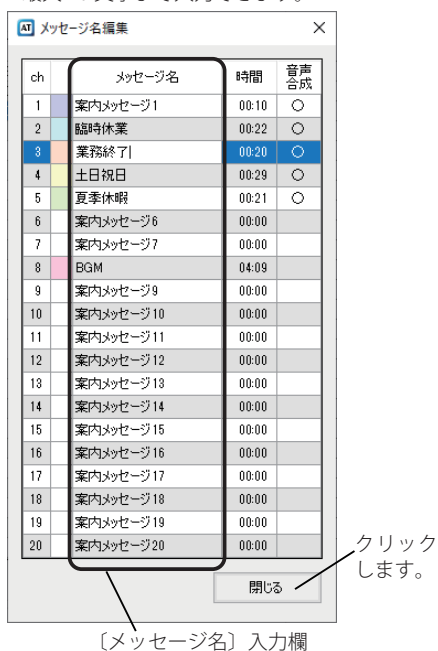 AT メッセージ名編集 ×
ch メッセージ名 時間 音声合成
1 案内メッセージ1 00:10 ○
2 臨時休業 00:22 ○
3 業務終了 00:20 ○
4 土日祝日 00:29 ○
5 夏季休暇 00:21 ○
6 案内メッセージ6 00:00
7 案内メッセージ7 00:00
8 BGM 04:09
9 案内メッセージ9 00:00
10 案内メッセージ10 00:00
11 案内メッセージ11 00:00
12 案内メッセージ12 00:00
13 案内メッセージ13 00:00
14 案内メッセージ14 00:00
15 案内メッセージ15 00:00
16 案内メッセージ16 00:00
17 案内メッセージ17 00:00
18 案内メッセージ18 00:00
19 案内メッセージ19 00:00
20 案内メッセージ20 00:00
クリック
します。
閉じる
〔メッセージ名〕入力欄